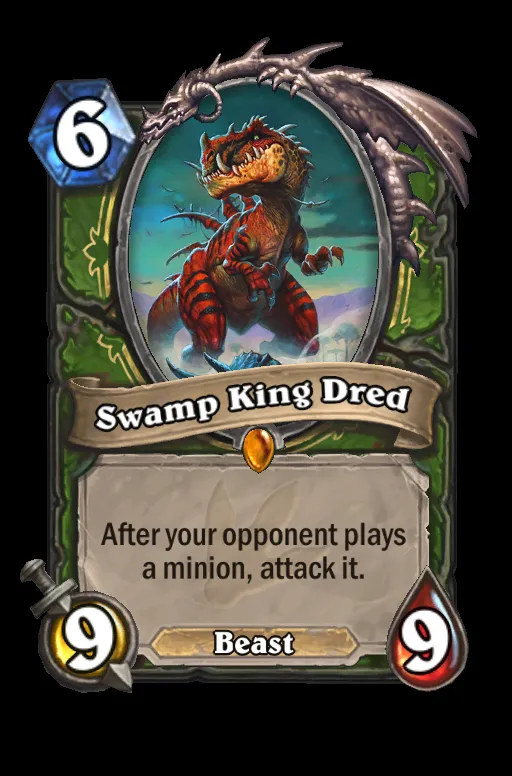 6
Swamp King Dred
After your opponent plays
a minion, attack it.
9
Beast
9